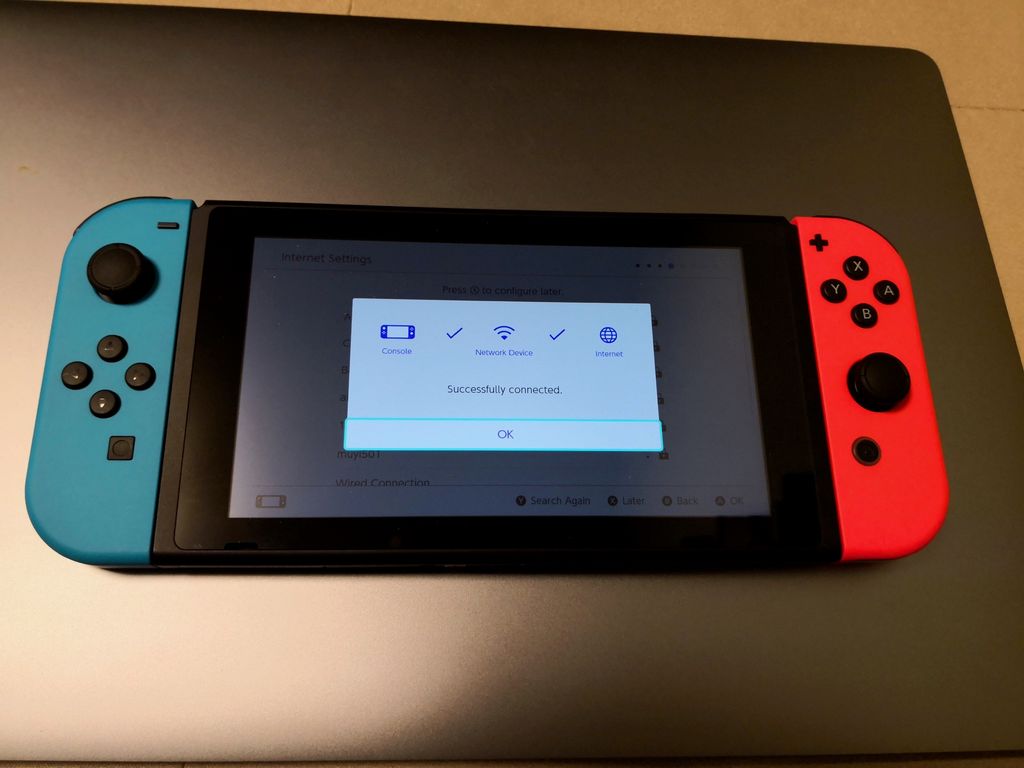 Internet Settings
Press Ⓧ to configure later.
Console
Network Device
Internet
Successfully connected.
OK
muyi501
Wired Connection
Y Search Again X Later B Back A OK
X
Y
A
B